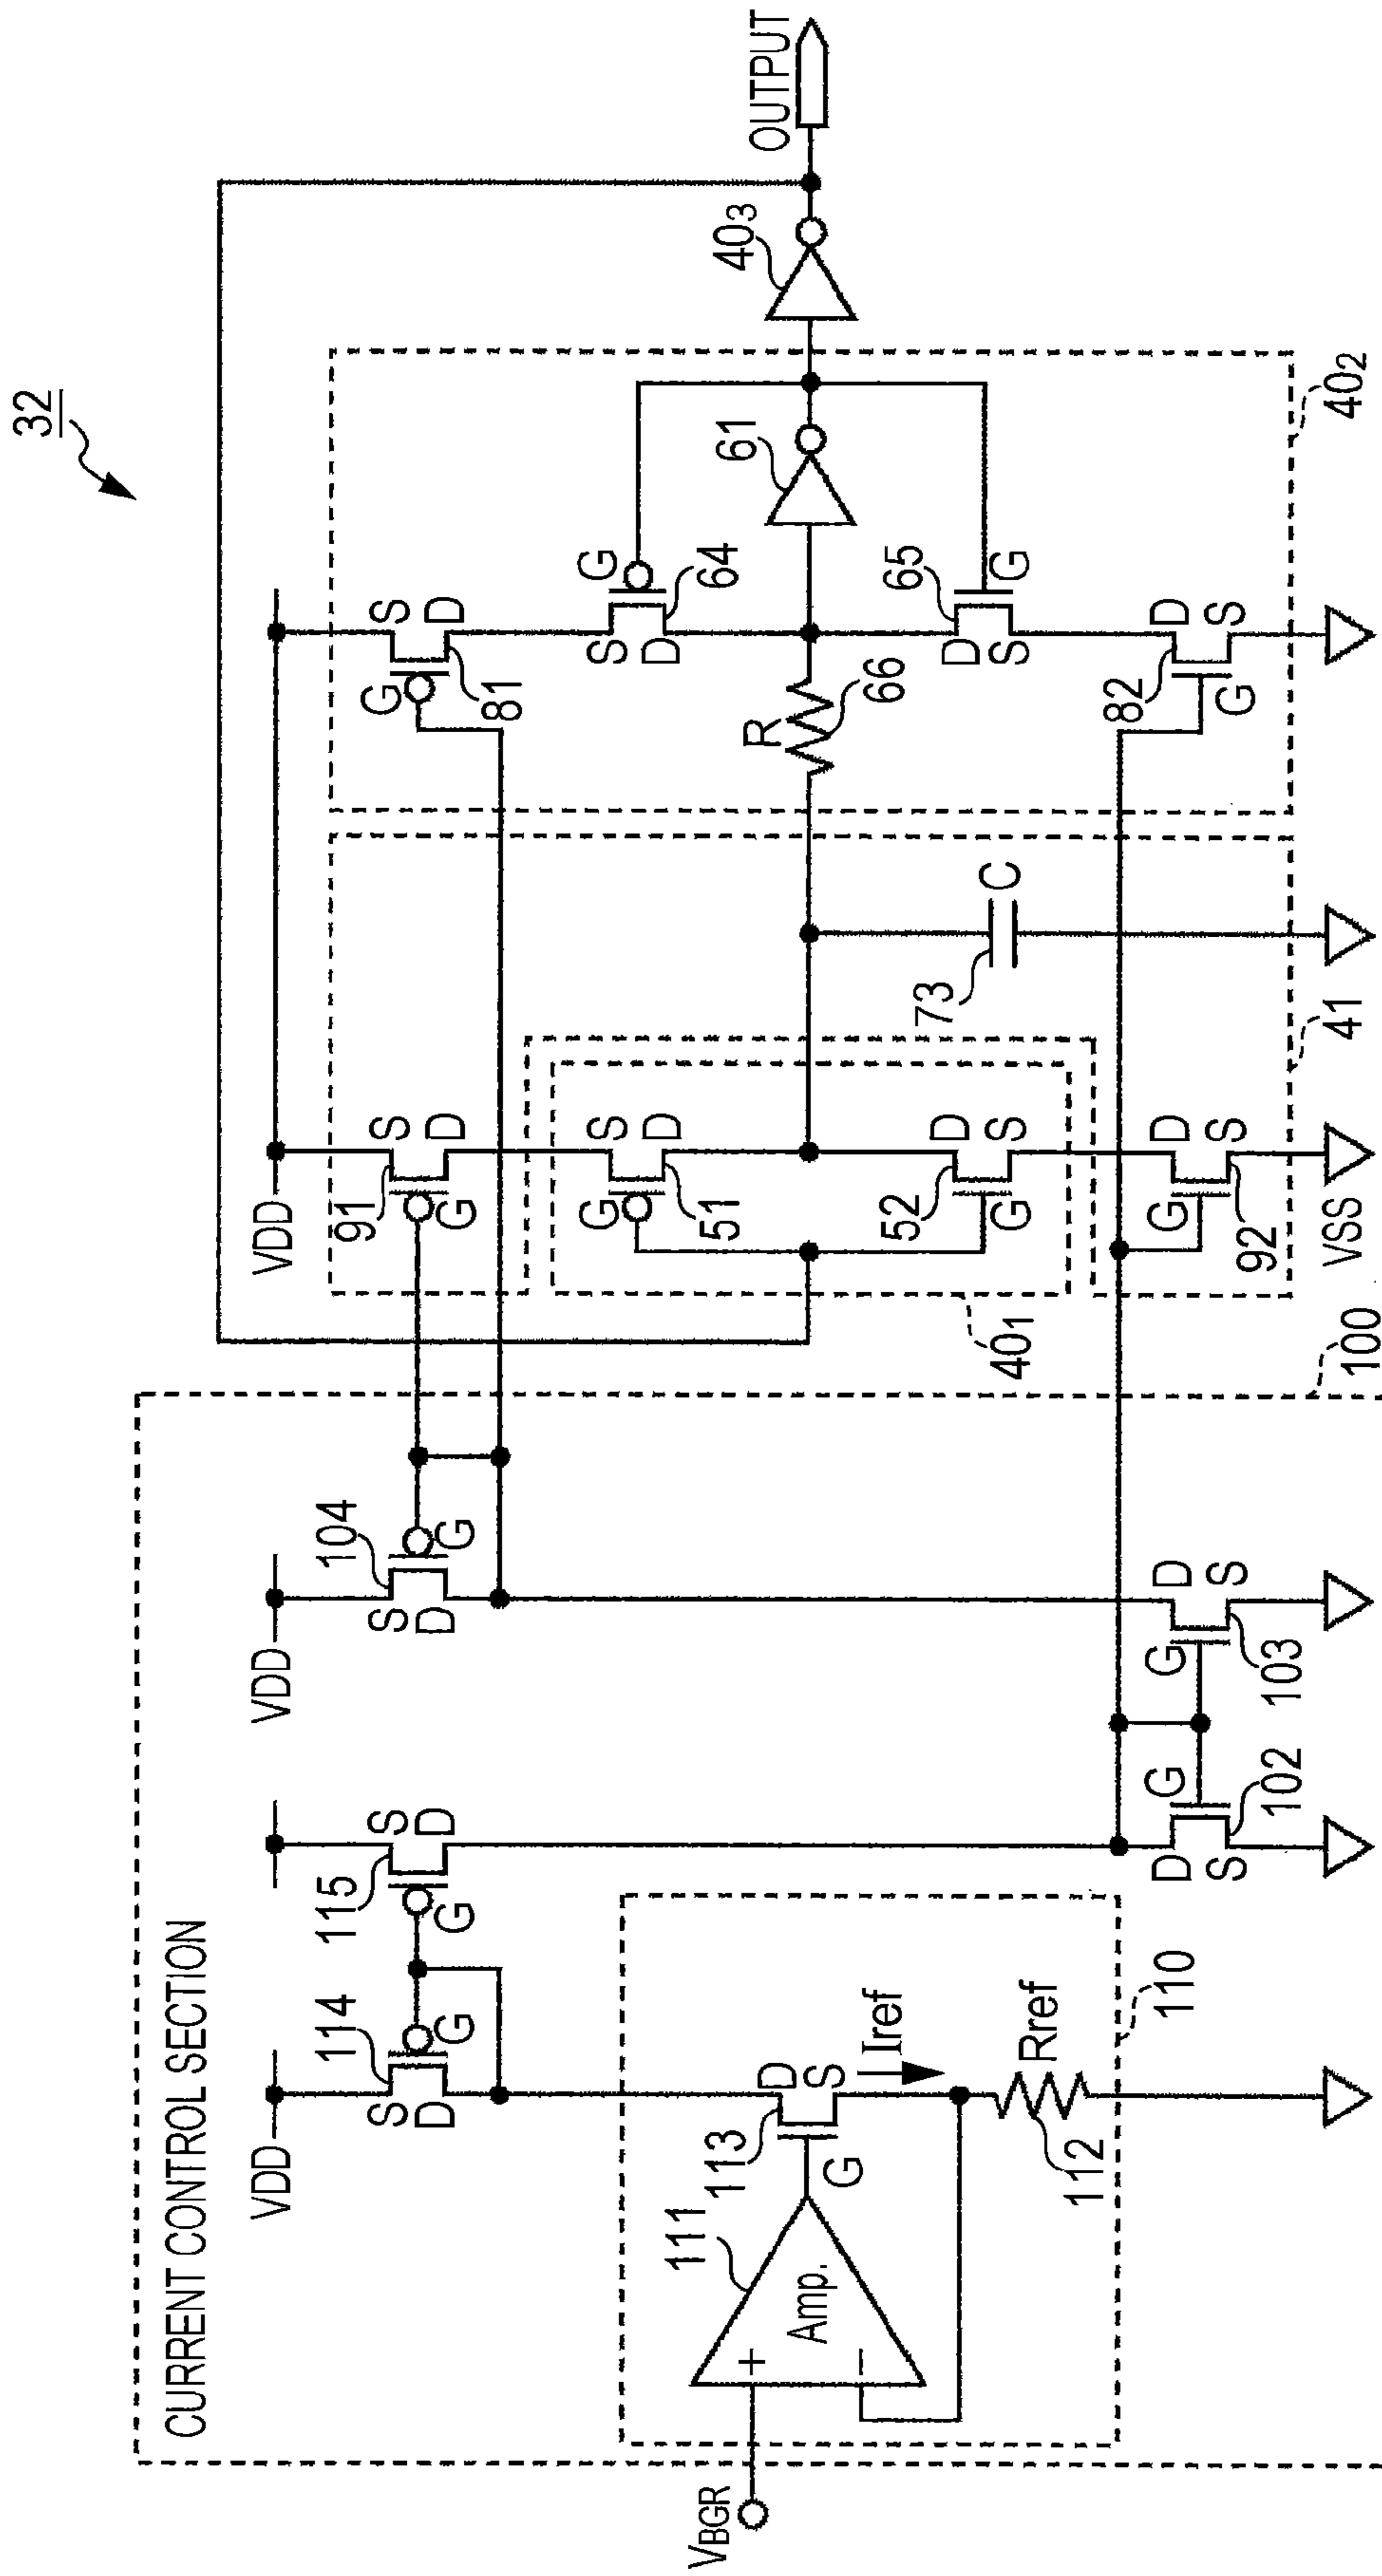 32
CURRENT CONTROL SECTION
VDD
114
S
D
G
115
S
D
G
VDD
104
S
D
G
VDD
91
S
D
G
81
S
D
G
VBGR
111
Amp.
+
−
113
D
S
G
Iref
Rref
112
110
102
D
S
G
103
D
S
G
100
51
S
D
G
52
D
S
G
401
92
D
S
G
VSS
41
73
C
R
66
64
S
D
G
61
65
D
S
G
82
D
S
G
402
403
OUTPUT